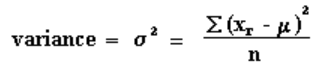 variance = σ² = Σ(xᵣ - μ)² / n